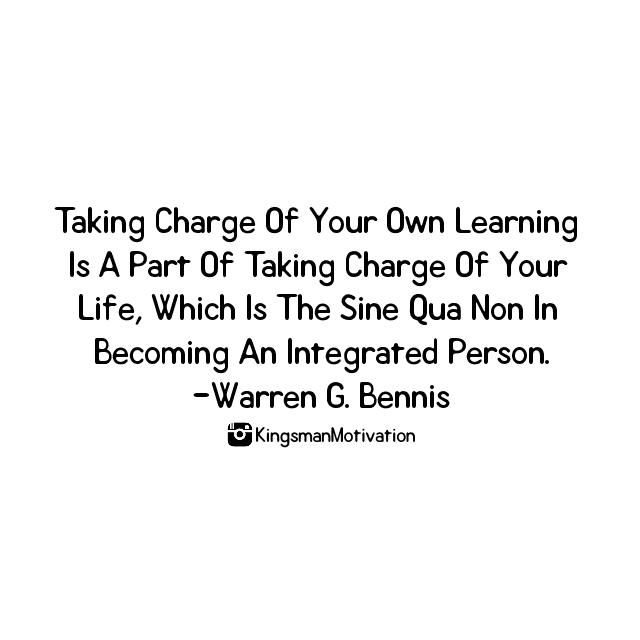 Taking Charge Of Your Own Learning
Is A Part Of Taking Charge Of Your
Life, Which Is The Sine Qua Non In
Becoming An Integrated Person.
-Warren G. Bennis
KingsmanMotivation